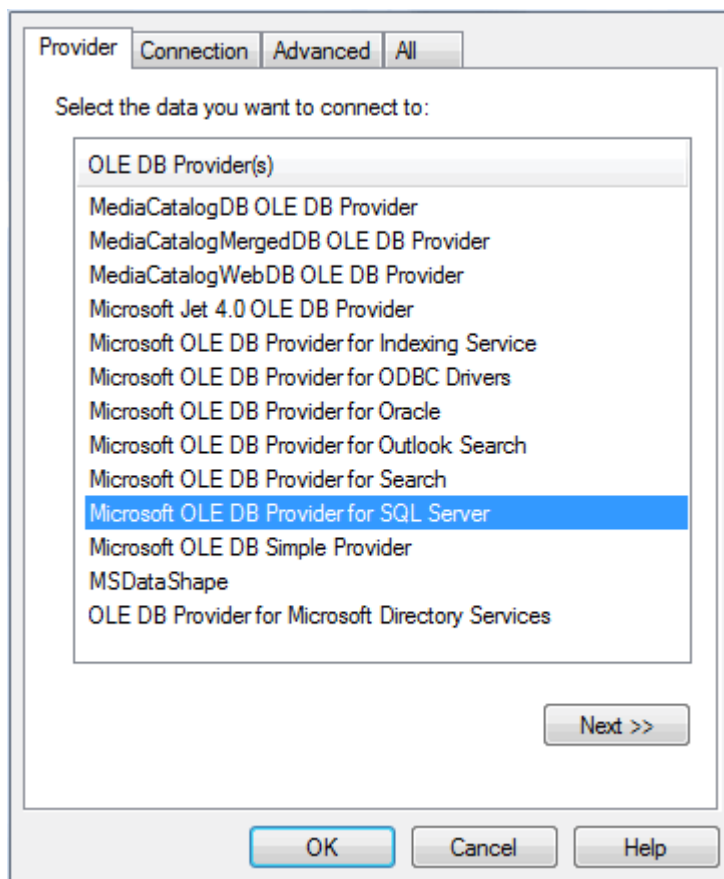 Provider Connection Advanced All
Select the data you want to connect to:
OLE DB Provider(s)
MediaCatalogDB OLE DB Provider
MediaCatalogMergedDB OLE DB Provider
MediaCatalogWebDB OLE DB Provider
Microsoft Jet 4.0 OLE DB Provider
Microsoft OLE DB Provider for Indexing Service
Microsoft OLE DB Provider for ODBC Drivers
Microsoft OLE DB Provider for Oracle
Microsoft OLE DB Provider for Outlook Search
Microsoft OLE DB Provider for Search
Microsoft OLE DB Provider for SQL Server
Microsoft OLE DB Simple Provider
MSDataShape
OLE DB Provider for Microsoft Directory Services
Next >>
OK Cancel Help